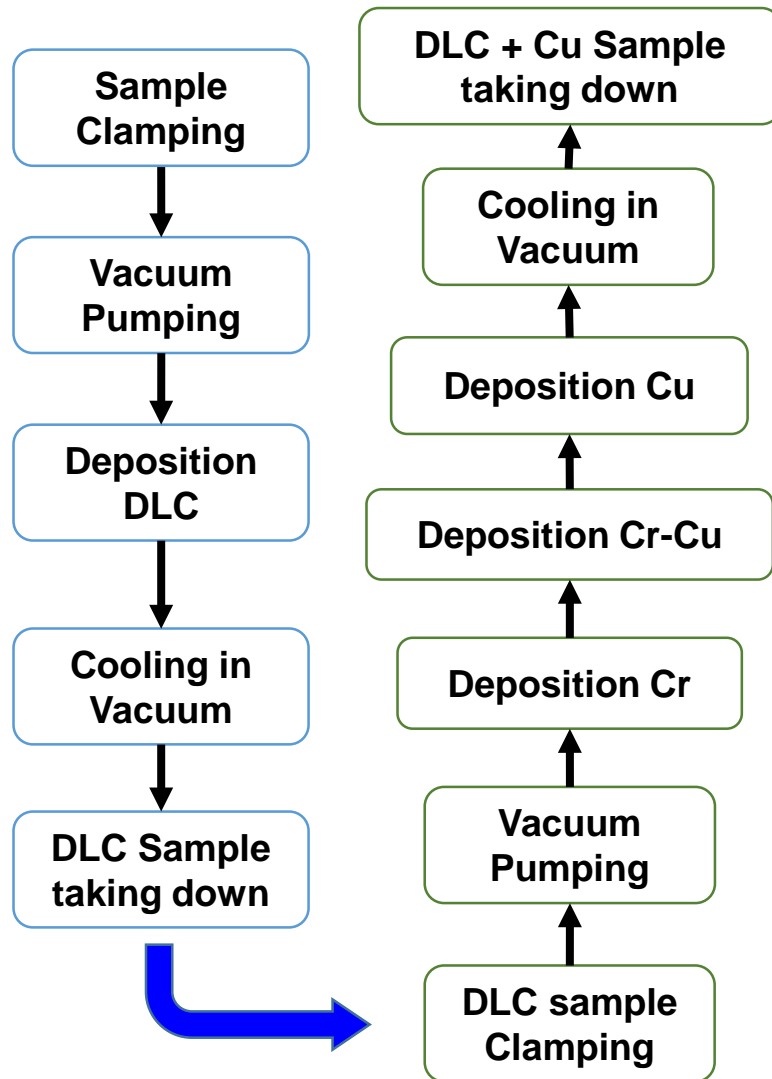 Sample
Clamping
Vacuum
Pumping
Deposition
DLC
Cooling in
Vacuum
DLC Sample
taking down
DLC sample
Clamping
Vacuum
Pumping
Deposition Cr
Deposition Cr-Cu
Deposition Cu
Cooling in
Vacuum
DLC + Cu Sample
taking down